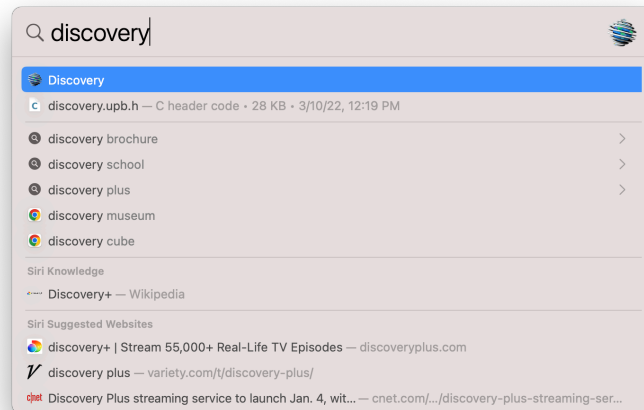 discovery
Discovery
discovery.upb.h — C header code • 28 KB • 3/10/22, 12:19 PM
discovery brochure
discovery school
discovery plus
discovery museum
discovery cube
Siri Knowledge
Discovery+ — Wikipedia
Siri Suggested Websites
discovery+ | Stream 55,000+ Real-Life TV Episodes — discoveryplus.com
discovery plus — variety.com/t/discovery-plus/
c|net Discovery Plus streaming service to launch Jan. 4, wit... — cnet.com/.../discovery-plus-streaming-ser...